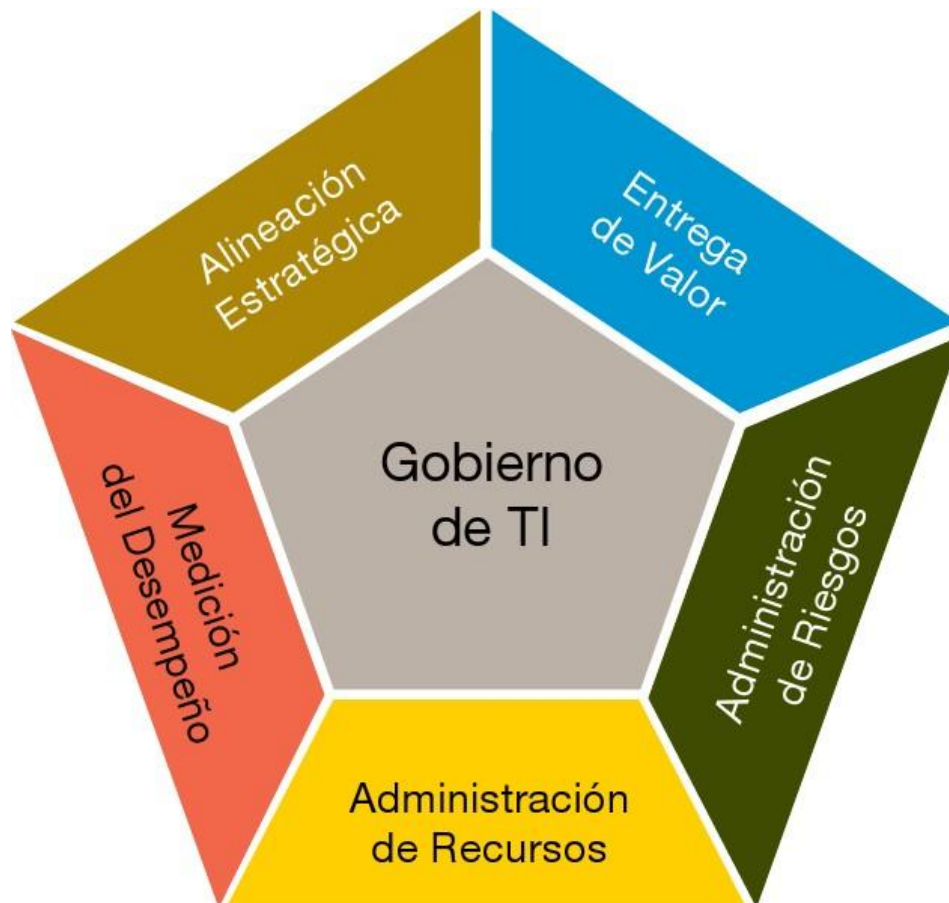 Alineación
Estratégica
Entrega
de Valor
Medición
del Desempeño
Gobierno
de TI
Administración
de Riesgos
Administración
de Recursos